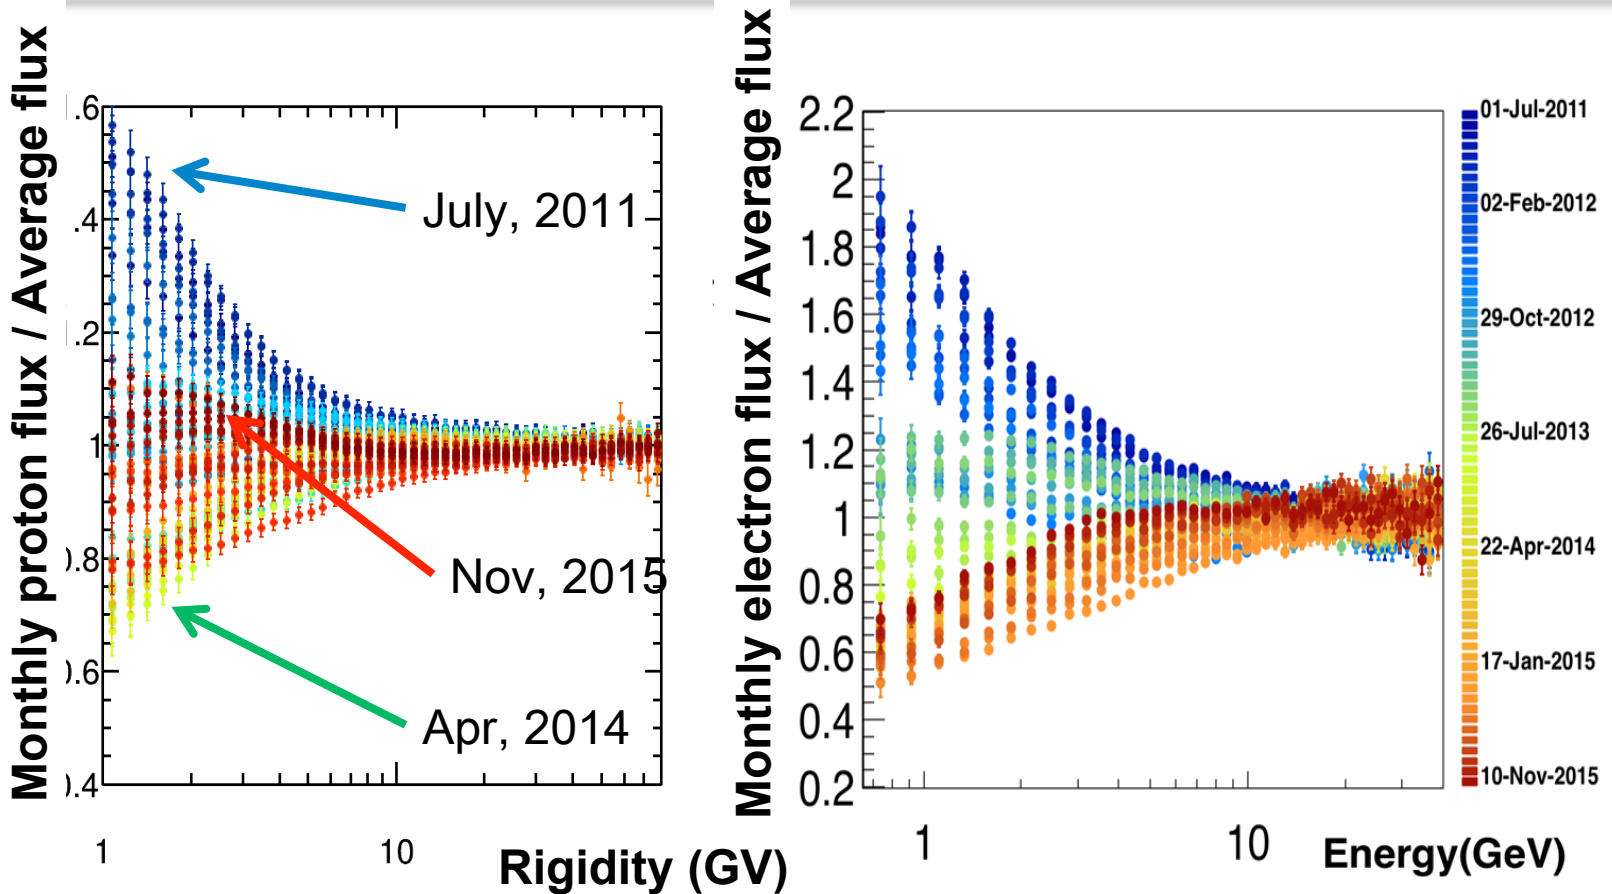 Monthly proton flux / Average flux
.6
.4
.2
1
0.8
0.6
0.4
July, 2011
Nov, 2015
Apr, 2014
1
10
Rigidity (GV)
Monthly electron flux / Average flux
2.2
2
1.8
1.6
1.4
1.2
1
0.8
0.6
0.4
0.2
1
10
Energy(GeV)
01-Jul-2011
02-Feb-2012
29-Oct-2012
26-Jul-2013
22-Apr-2014
17-Jan-2015
10-Nov-2015